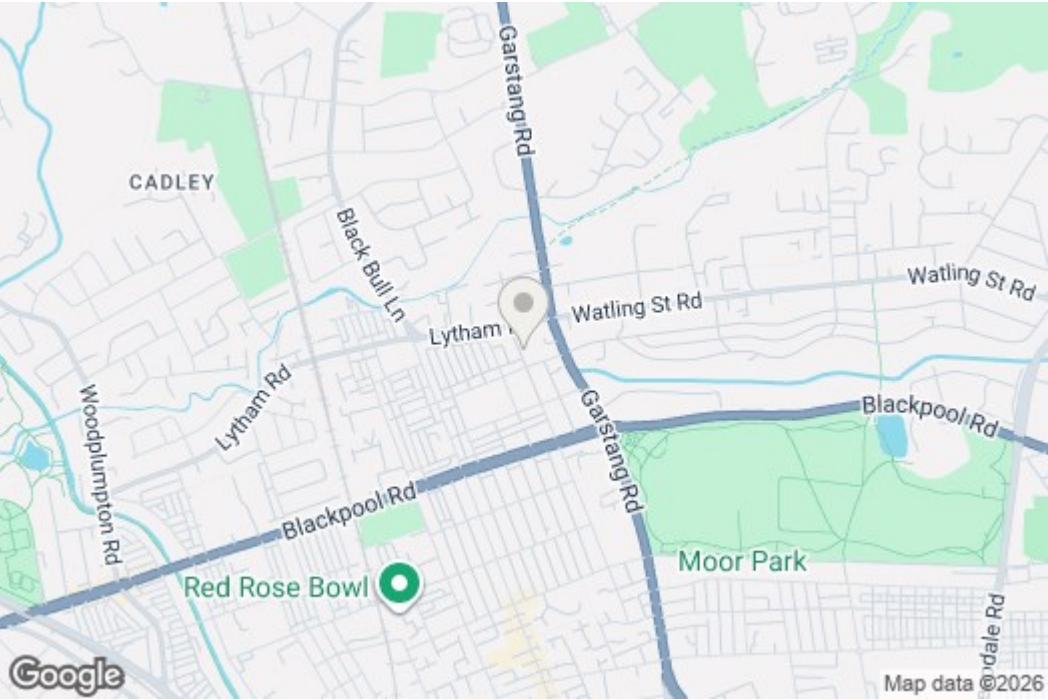 Garstang Rd
CADLEY
Black Bull Ln
Watling St Rd
Watling St Rd
Lytham
Lytham Rd
Woodplumpton Rd
Garstang Rd
Blackpool Rd
Blackpool Rd
Moor Park
Red Rose Bowl
Google
Map data ©2026